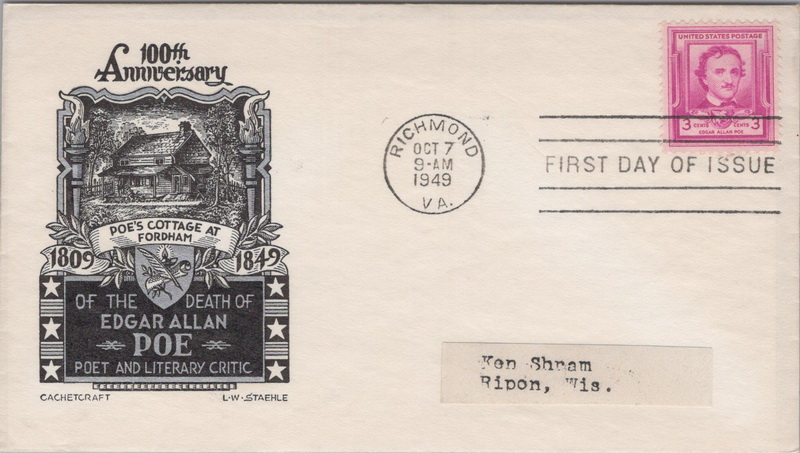 100th
Anniversary
POE'S COTTAGE AT
FORDHAM
1809 1849
OF THE DEATH OF
EDGAR ALLAN
POE
POET AND LITERARY CRITIC
CACHETCRAFT L·W·STAEHLE
RICHMOND
OCT 7
9-AM
1949
VA.
UNITED STATES POSTAGE
3 CENTS CENTS 3
EDGAR ALLAN POE
FIRST DAY OF ISSUE
Ken Shram
Ripon, Wis.